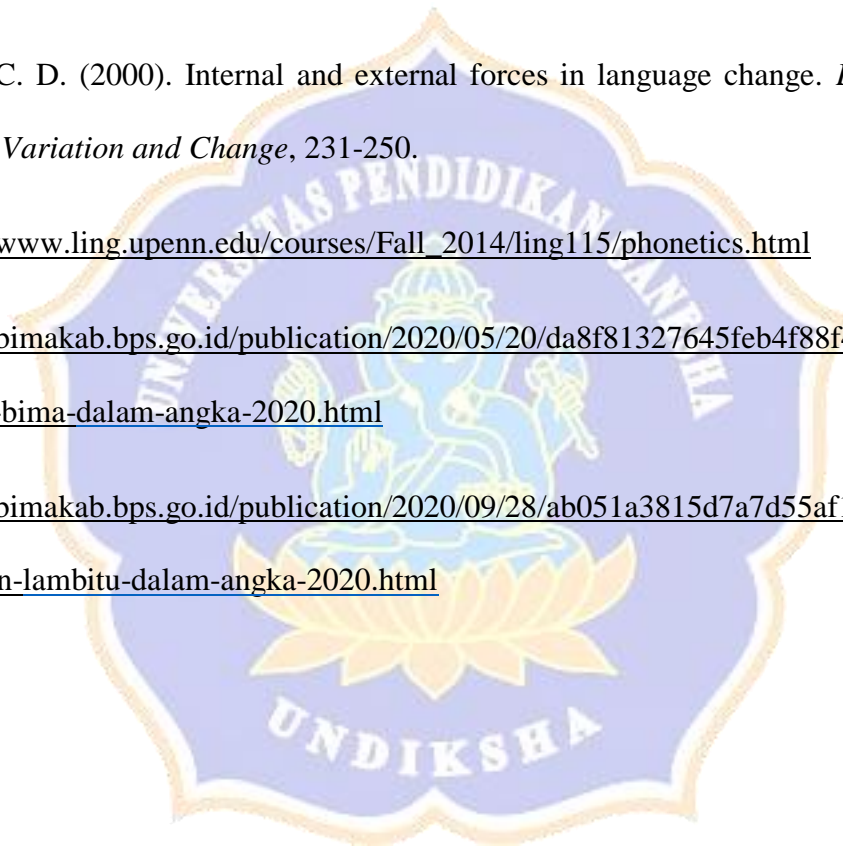 C. D. (2000). Internal and external forces in language change.
Variation and Change, 231-250.
UNIVERSITAS PENDIDIKAN GANESHA
www.ling.upenn.edu/courses/Fall_2014/ling115/phonetics.html
bimakab.bps.go.id/publication/2020/05/20/da8f81327645feb4f88f
-bima-dalam-angka-2020.html
bimakab.bps.go.id/publication/2020/09/28/ab051a3815d7a7d55af
n-lambitu-dalam-angka-2020.html
UNDIKSHA